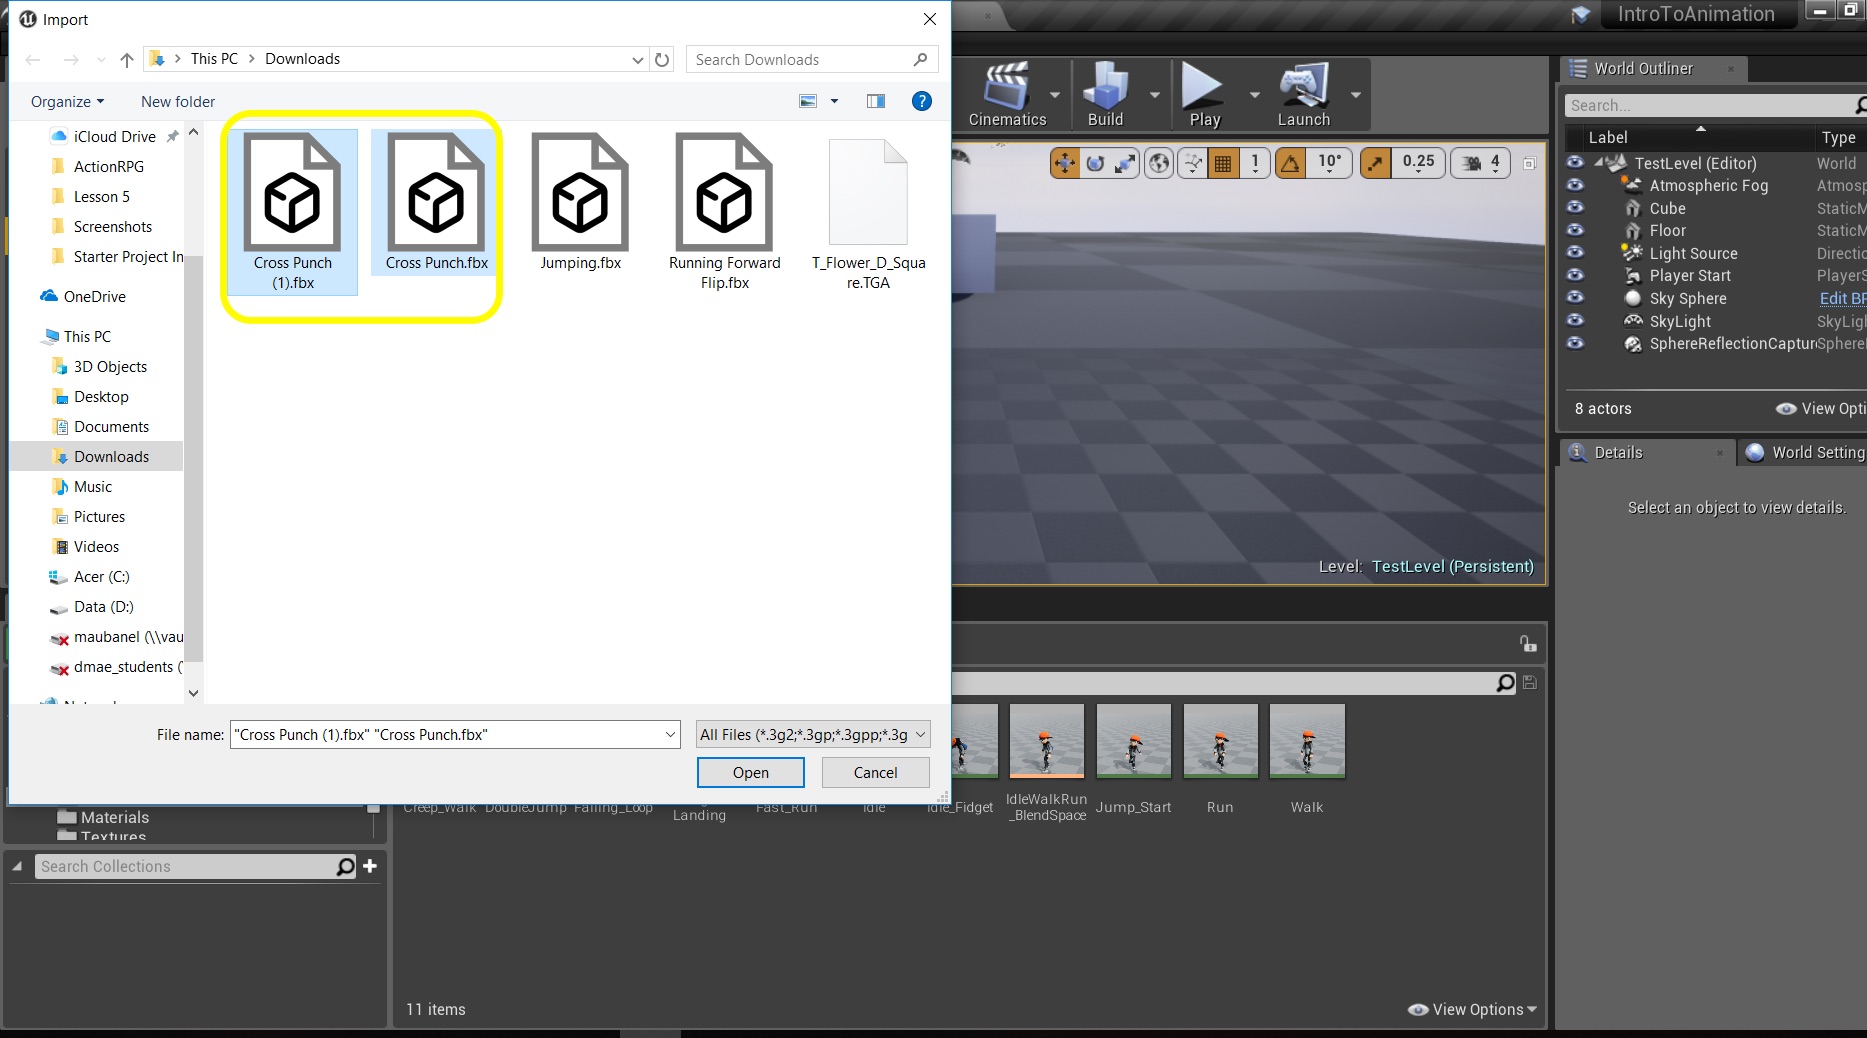 Import
IntroToAnimation
This PC
Downloads
Search Downloads
Organize
New folder
iCloud Drive
ActionRPG
Lesson 5
Screenshots
Starter Project In
OneDrive
This PC
3D Objects
Desktop
Documents
Downloads
Music
Pictures
Videos
Acer (C:)
Data (D:)
maubanel (\\vau
dmae_students (
Cross Punch
(1).fbx
Cross Punch.fbx
Jumping.fbx
Running Forward
Flip.fbx
T_Flower_D_Squa
re.TGA
File name:
"Cross Punch (1).fbx" "Cross Punch.fbx"
All Files (*.3g2;*.3gp;*.3gpp;*.3g
Open
Cancel
Cinematics
Build
Play
Launch
1
10°
0.25
4
Level: TestLevel (Persistent)
World Outliner
Search...
Label
Type
TestLevel (Editor)
World
Atmospheric Fog
Atmos
Cube
StaticM
Floor
StaticM
Light Source
Directio
Player Start
PlayerS
Sky Sphere
Edit BP
SkyLight
SkyLigh
SphereReflectionCaptur
Sphere
8 actors
View Opti
Details
World Setting
Select an object to view details.
Creep_Walk
DoubleJump
Falling_Loop
Landing
Fast_Run
Idle
Idle_Fidget
IdleWalkRun
_BlendSpace
Jump_Start
Run
Walk
Materials
Textures
Search Collections
11 items
View Options